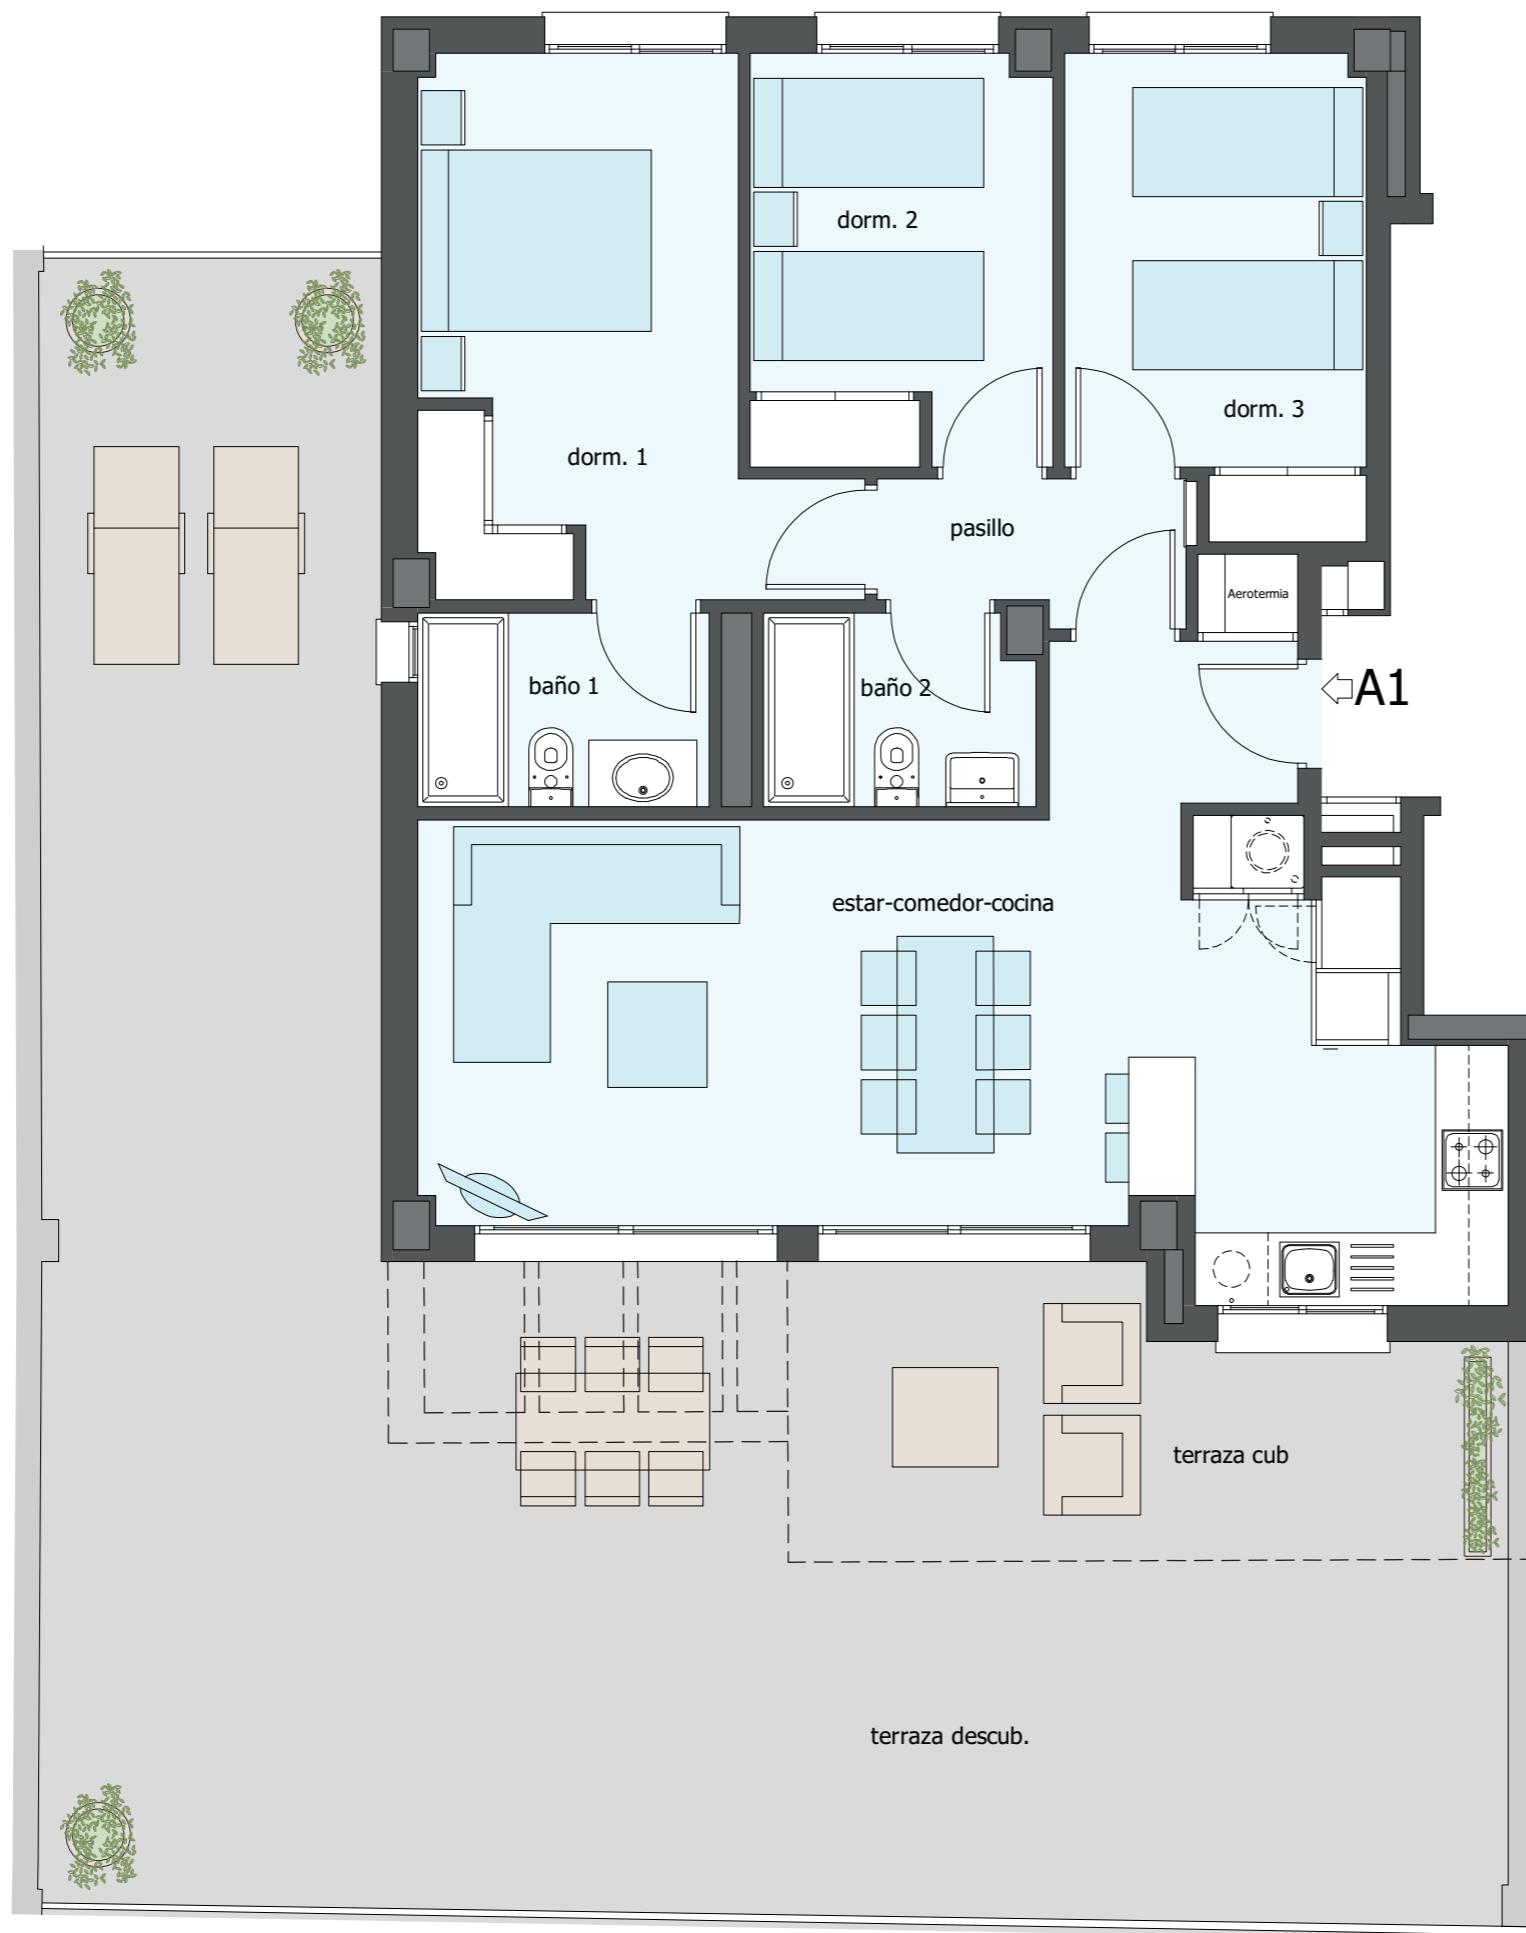 dorm. 2
dorm. 3
dorm. 1
pasillo
Aerotermia
baño 1
baño 2
A1
estar-comedor-cocina
terraza cub
terraza descub.